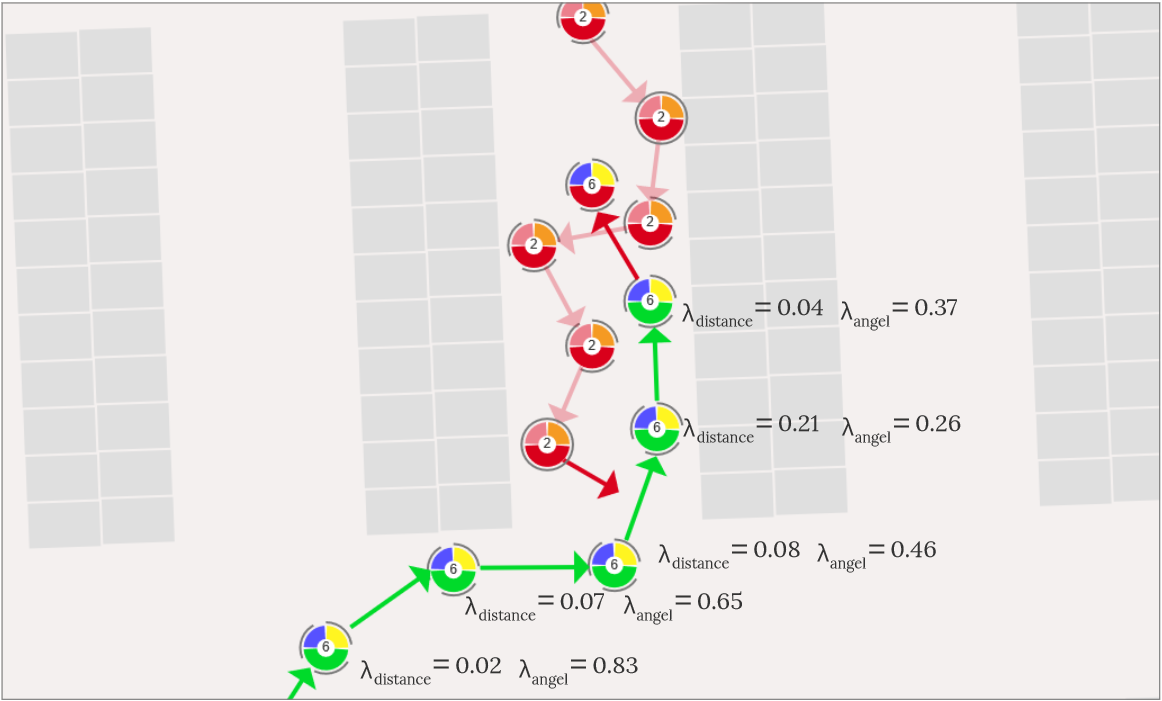 2
2
6
2
2
6
λdistance= 0.04 λangel= 0.37
2
λdistance= 0.21 λangel= 0.26
6
2
λdistance= 0.08 λangel= 0.46
6
6
λdistance= 0.07 λangel= 0.65
6
λdistance= 0.02 λangel= 0.83